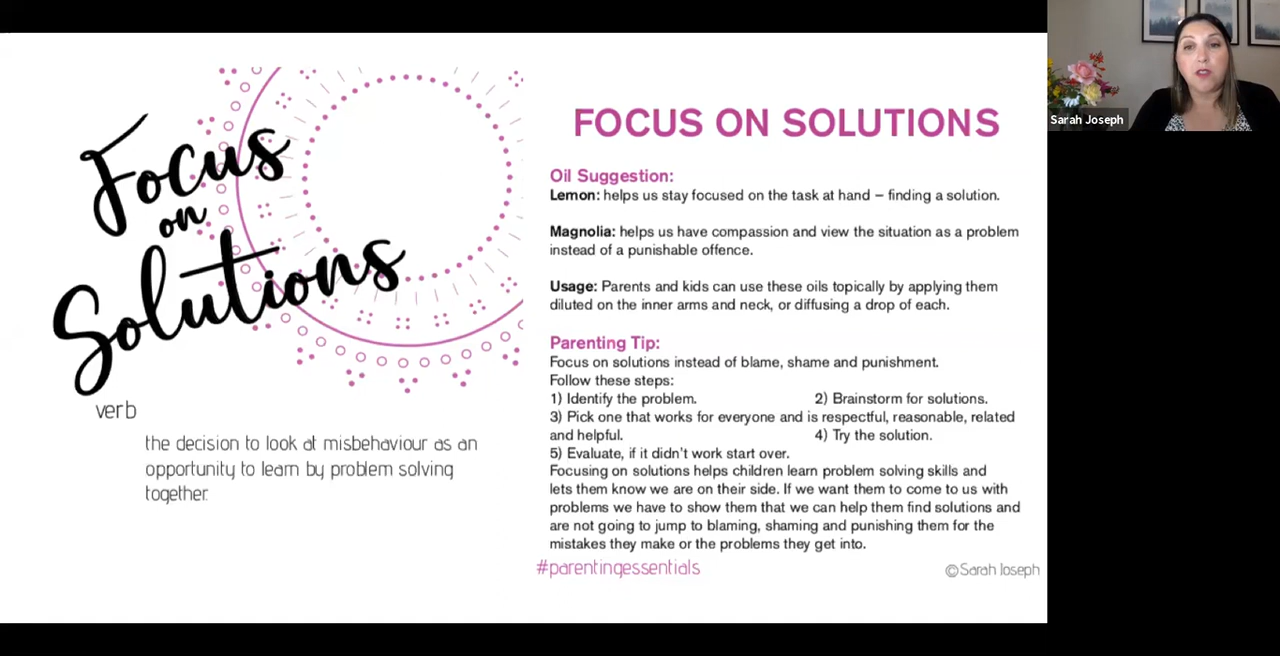 Focus
on
Solutions
verb
the decision to look at misbehaviour as an
opportunity to learn by problem solving
together.
FOCUS ON SOLUTIONS
Oil Suggestion:
Lemon: helps us stay focused on the task at hand – finding a solution.
Magnolia: helps us have compassion and view the situation as a problem
instead of a punishable offence.
Usage: Parents and kids can use these oils topically by applying them
diluted on the inner arms and neck, or diffusing a drop of each.
Parenting Tip:
Focus on solutions instead of blame, shame and punishment.
Follow these steps:
1) Identify the problem. 2) Brainstorm for solutions.
3) Pick one that works for everyone and is respectful, reasonable, related
and helpful. 4) Try the solution.
5) Evaluate, if it didn't work start over.
Focusing on solutions helps children learn problem solving skills and
lets them know we are on their side. If we want them to come to us with
problems we have to show them that we can help them find solutions and
are not going to jump to blaming, shaming and punishing them for the
mistakes they make or the problems they get into.
#parentingessentials
©Sarah Joseph
Sarah Joseph